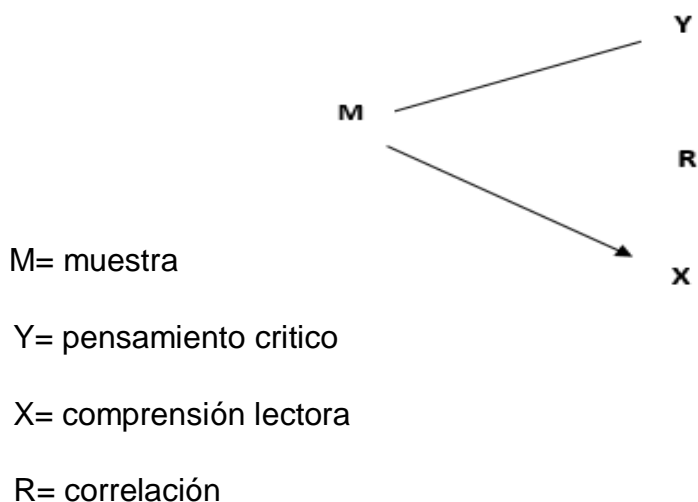 Y
M
R
X
M= muestra
Y= pensamiento critico
X= comprensión lectora
R= correlación